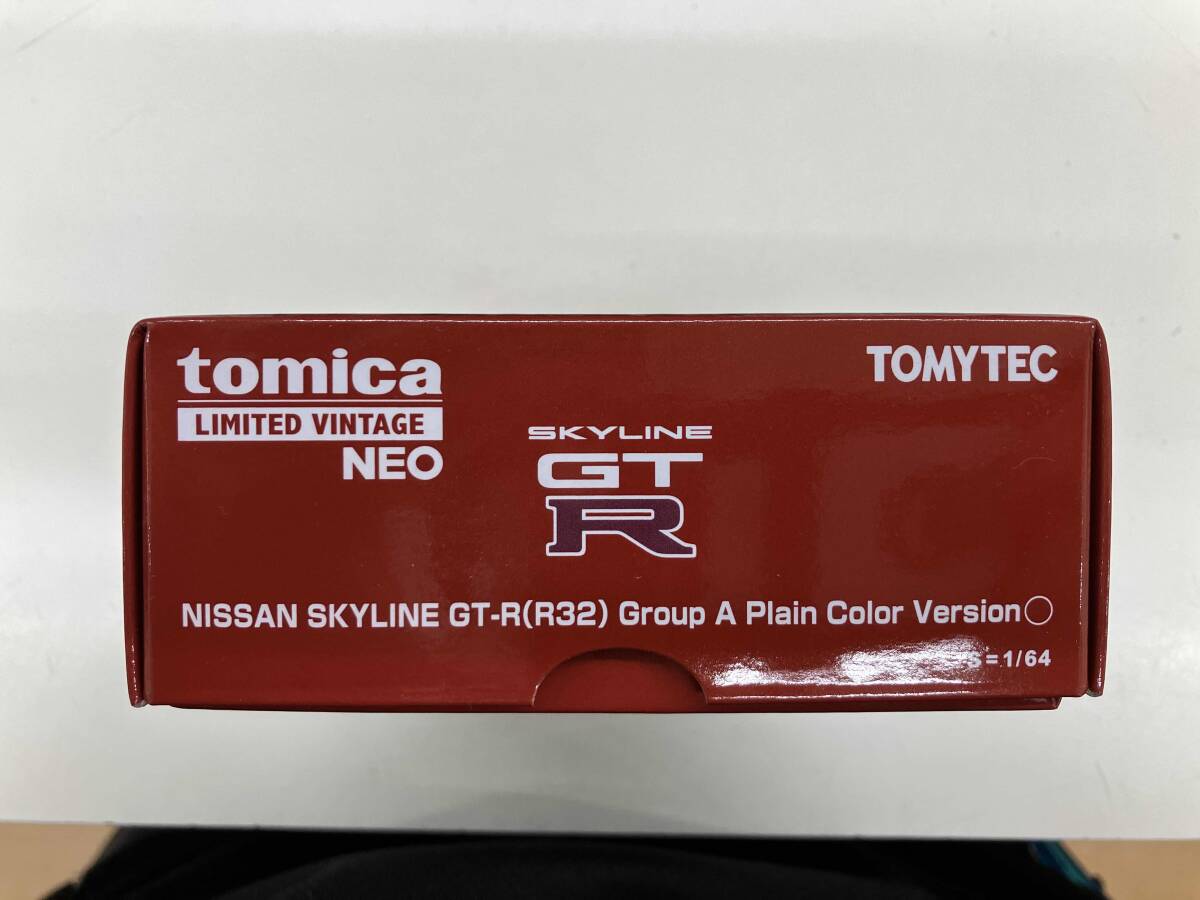 tomica
LIMITED VINTAGE
NEO
TOMYTEC
SKYLINE
GT
R
NISSAN SKYLINE GT-R(R32) Group A Plain Color Version○
S=1/64